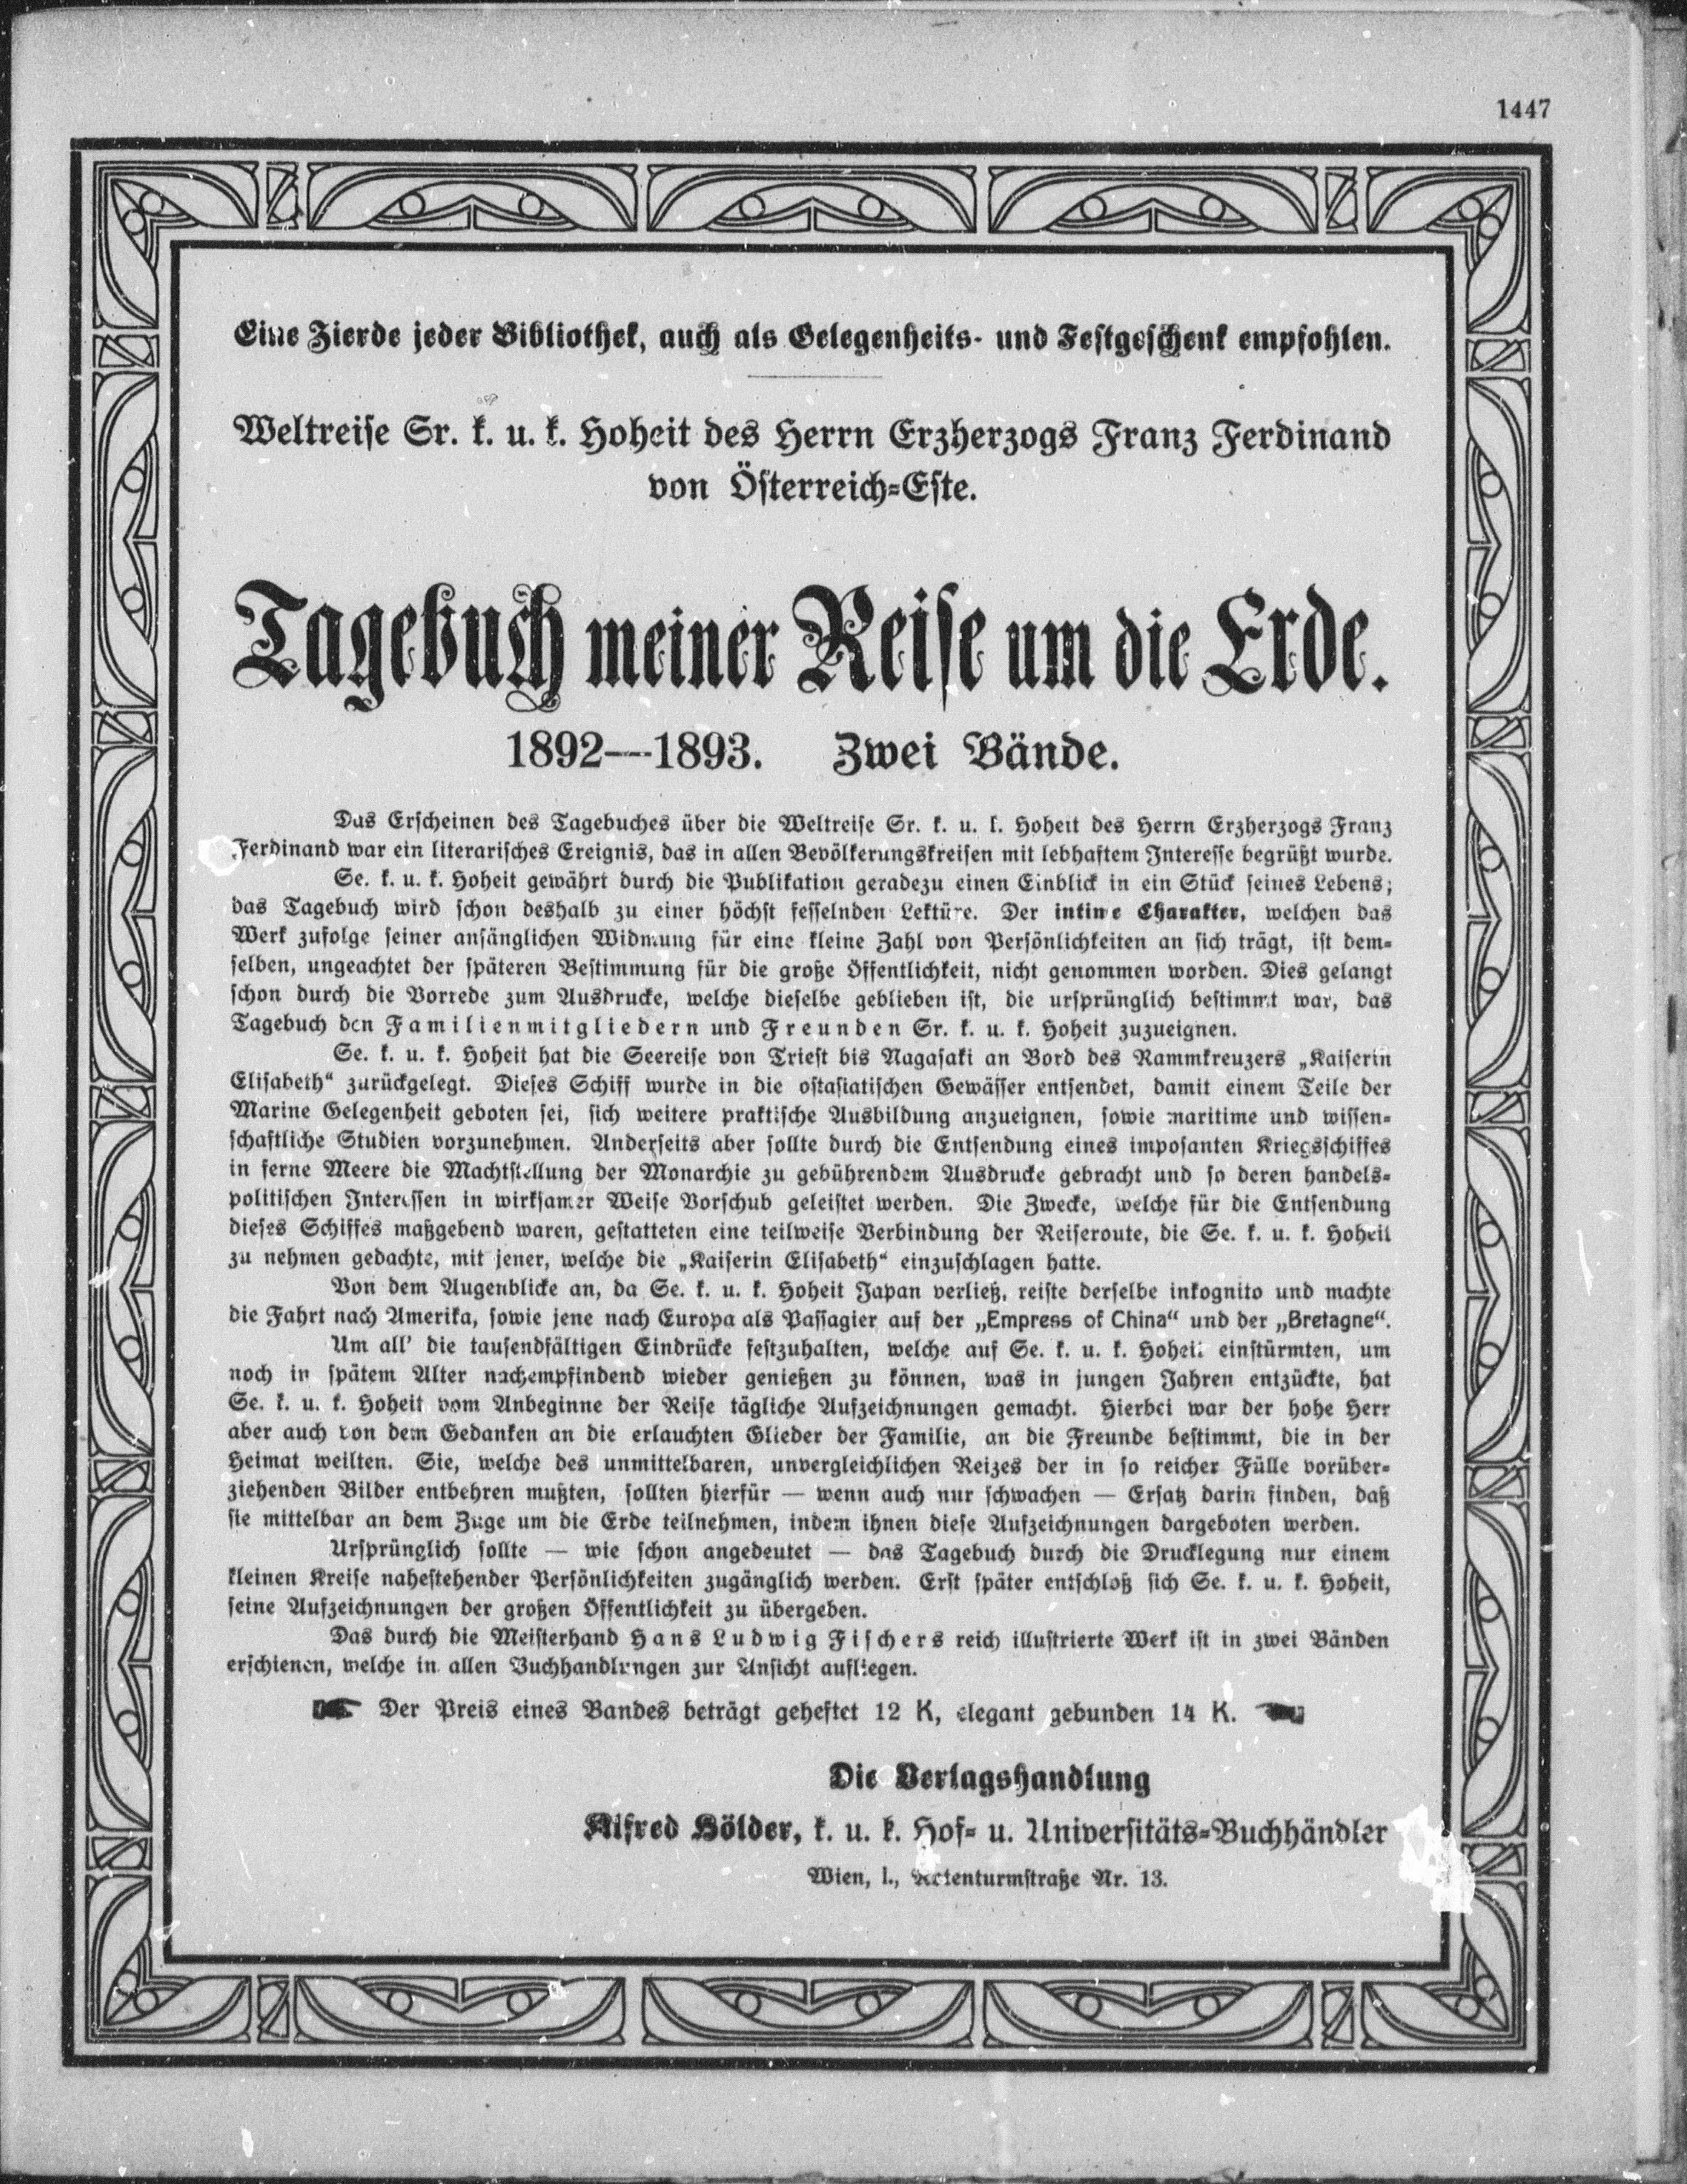 1447
Eine Zierde jeder Bibliothek, auch als Gelegenheits- und Festgeschenk empfohlen.
Weltreise Sr. k. u. k. Hoheit des Herrn Erzherzogs Franz Ferdinand
von Österreich-Este.
Tagebuch meiner Reise um die Erde.
1892—1893. Zwei Bände.
Das Erscheinen des Tagebuches über die Weltreise Sr. k. u. k. Hoheit des Herrn Erzherzogs Franz
Ferdinand war ein literarisches Ereignis, das in allen Bevölkerungskreisen mit lebhaftem Interesse begrüßt wurde.
Se. k. u. k. Hoheit gewährt durch die Publikation geradezu einen Einblick in ein Stück seines Lebens;
das Tagebuch wird schon deshalb zu einer höchst fesselnden Lektüre. Der intime Charakter, welchen das
Werk zufolge seiner anfänglichen Widmung für eine kleine Zahl von Persönlichkeiten an sich trägt, ist dem-
selben, ungeachtet der späteren Bestimmung für die große Öffentlichkeit, nicht genommen worden. Dies gelangt
schon durch die Vorrede zum Ausdrucke, welche dieselbe geblieben ist, die ursprünglich bestimmt war, das
Tagebuch den Familienmitgliedern und Freunden Sr. k. u. k. Hoheit zuzueignen.
Se. k. u. k. Hoheit hat die Seereise von Triest bis Nagasaki an Bord des Rammkreuzers „Kaiserin
Elisabeth“ zurückgelegt. Dieses Schiff wurde in die ostasiatischen Gewässer entsendet, damit einem Teile der
Marine Gelegenheit geboten sei, sich weitere praktische Ausbildung anzueignen, sowie maritime und wissen-
schaftliche Studien vorzunehmen. Anderseits aber sollte durch die Entsendung eines imposanten Kriegsschiffes
in ferne Meere die Machtstellung der Monarchie zu gebührendem Ausdrucke gebracht und so deren handels-
politischen Interessen in wirksamer Weise Vorschub geleistet werden. Die Zwecke, welche für die Entsendung
dieses Schiffes maßgebend waren, gestatteten eine teilweise Verbindung der Reiseroute, die Se. k. u. k. Hoheit
zu nehmen gedachte, mit jener, welche die „Kaiserin Elisabeth“ einzuschlagen hatte.
Von dem Augenblicke an, da Se. k. u. k. Hoheit Japan verließ, reiste derselbe inkognito und machte
die Fahrt nach Amerika, sowie jene nach Europa als Passagier auf der „Empress of China“ und der „Bretagne“.
Um all' die tausendfältigen Eindrücke festzuhalten, welche auf Se. k. u. k. Hoheit einstürmten, um
noch in spätem Alter nachempfindend wieder genießen zu können, was in jungen Jahren entzückte, hat
Se. k. u. k. Hoheit vom Anbeginne der Reise tägliche Aufzeichnungen gemacht. Hierbei war der hohe Herr
aber auch von dem Gedanken an die erlauchten Glieder der Familie, an die Freunde bestimmt, die in der
Heimat weilten. Sie, welche des unmittelbaren, unvergleichlichen Reizes der in so reicher Fülle vorüber-
ziehenden Bilder entbehren mußten, sollten hierfür — wenn auch nur schwachen — Ersatz darin finden, daß
sie mittelbar an dem Zuge um die Erde teilnehmen, indem ihnen diese Aufzeichnungen dargeboten werden.
Ursprünglich sollte — wie schon angedeutet — das Tagebuch durch die Drucklegung nur einem
kleinen Kreise nahestehender Persönlichkeiten zugänglich werden. Erst später entschloß sich Se. k. u. k. Hoheit,
seine Aufzeichnungen der großen Öffentlichkeit zu übergeben.
Das durch die Meisterhand Hans Ludwig Fischers reich illustrierte Werk ist in zwei Bänden
erschienen, welche in allen Buchhandlungen zur Ansicht aufliegen.
Der Preis eines Bandes beträgt geheftet 12 K, elegant gebunden 14 K.
Die Verlagshandlung
Alfred Hölder, k. u. k. Hof- u. Universitäts-Buchhändler
Wien, I., Rotenturmstraße Nr. 13.